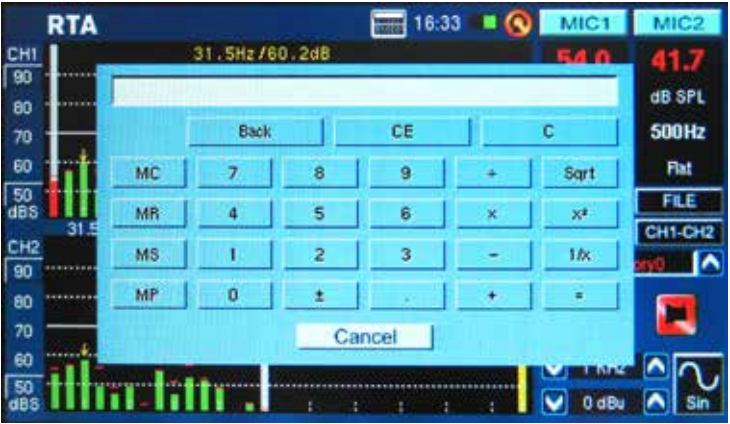 RTA 16:33 MIC1 MIC2
CH1 31.5Hz/60.2dB 54.0 41.7
90
80 dB SPL
Back CE C
70 500Hz
60 MC 7 8 9 ÷ Sqrt Flat
50 FILE
dBS MR 4 5 6 × x²
31.5 CH1-CH2
CH2 MS 1 2 3 - 1/x
90 ory0
80 MP 0 ± . + =
70 Cancel
60 1 KHz
50
dBS 0 dBu Sin